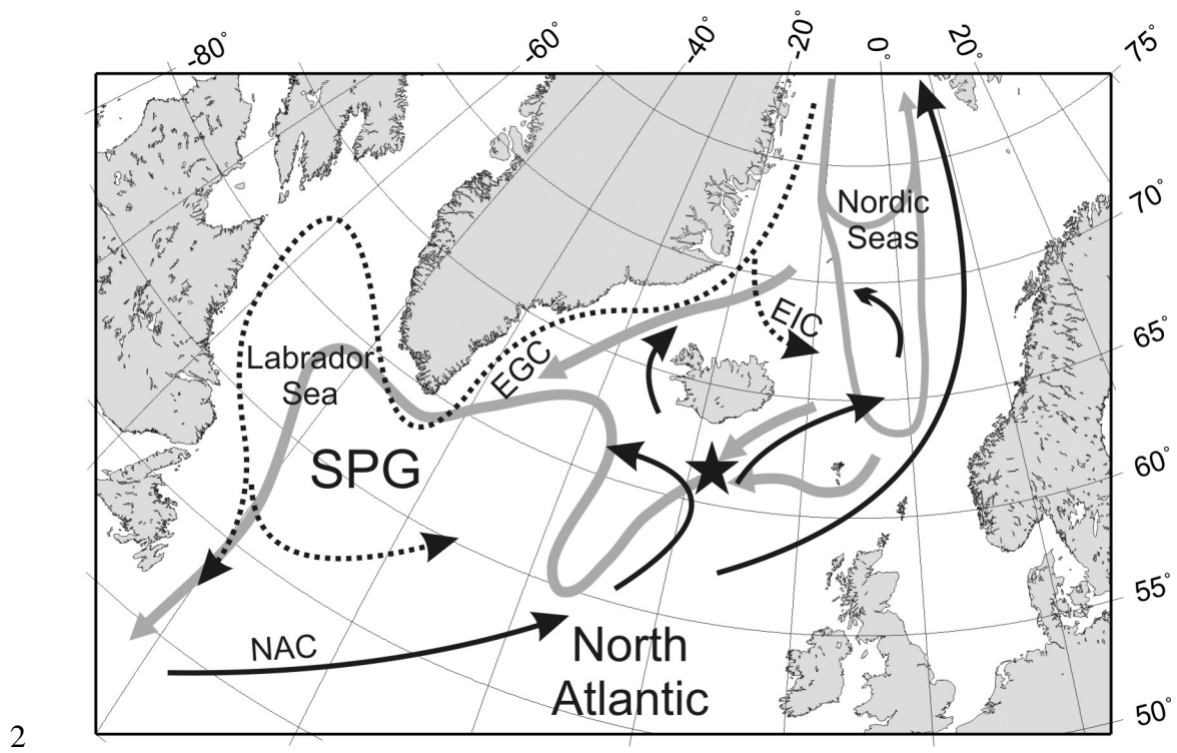 -80°
-60°
-40°
-20°
0°
20°
75°
70°
65°
60°
55°
50°
Nordic
Seas
EIC
EGC
Labrador
Sea
SPG
NAC
North
Atlantic
2